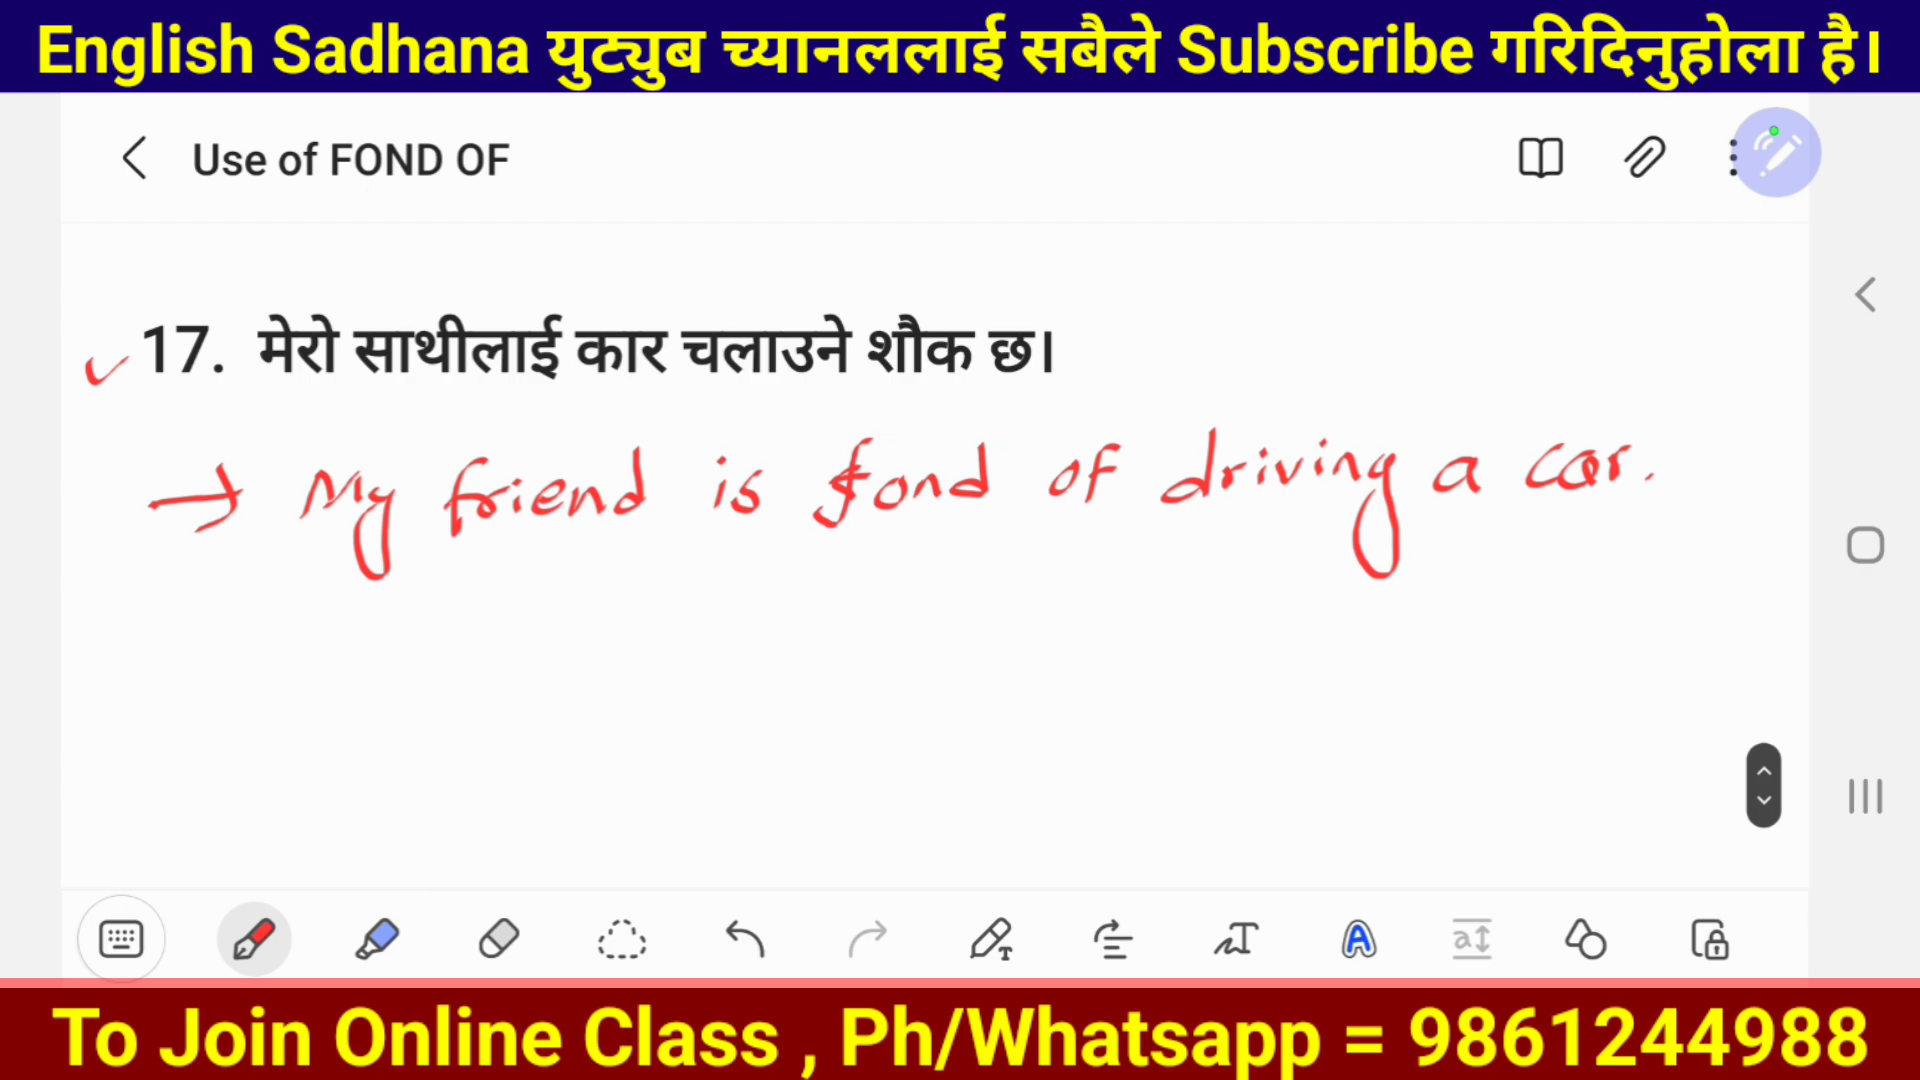 English Sadhana युट्युब च्यानललाई सबैले Subscribe गरिदिनुहोला है।
Use of FOND OF
17. मेरो साथीलाई कार चलाउने शौक छ।
→ My friend is fond of driving a car.
To Join Online Class , Ph/Whatsapp = 9861244988